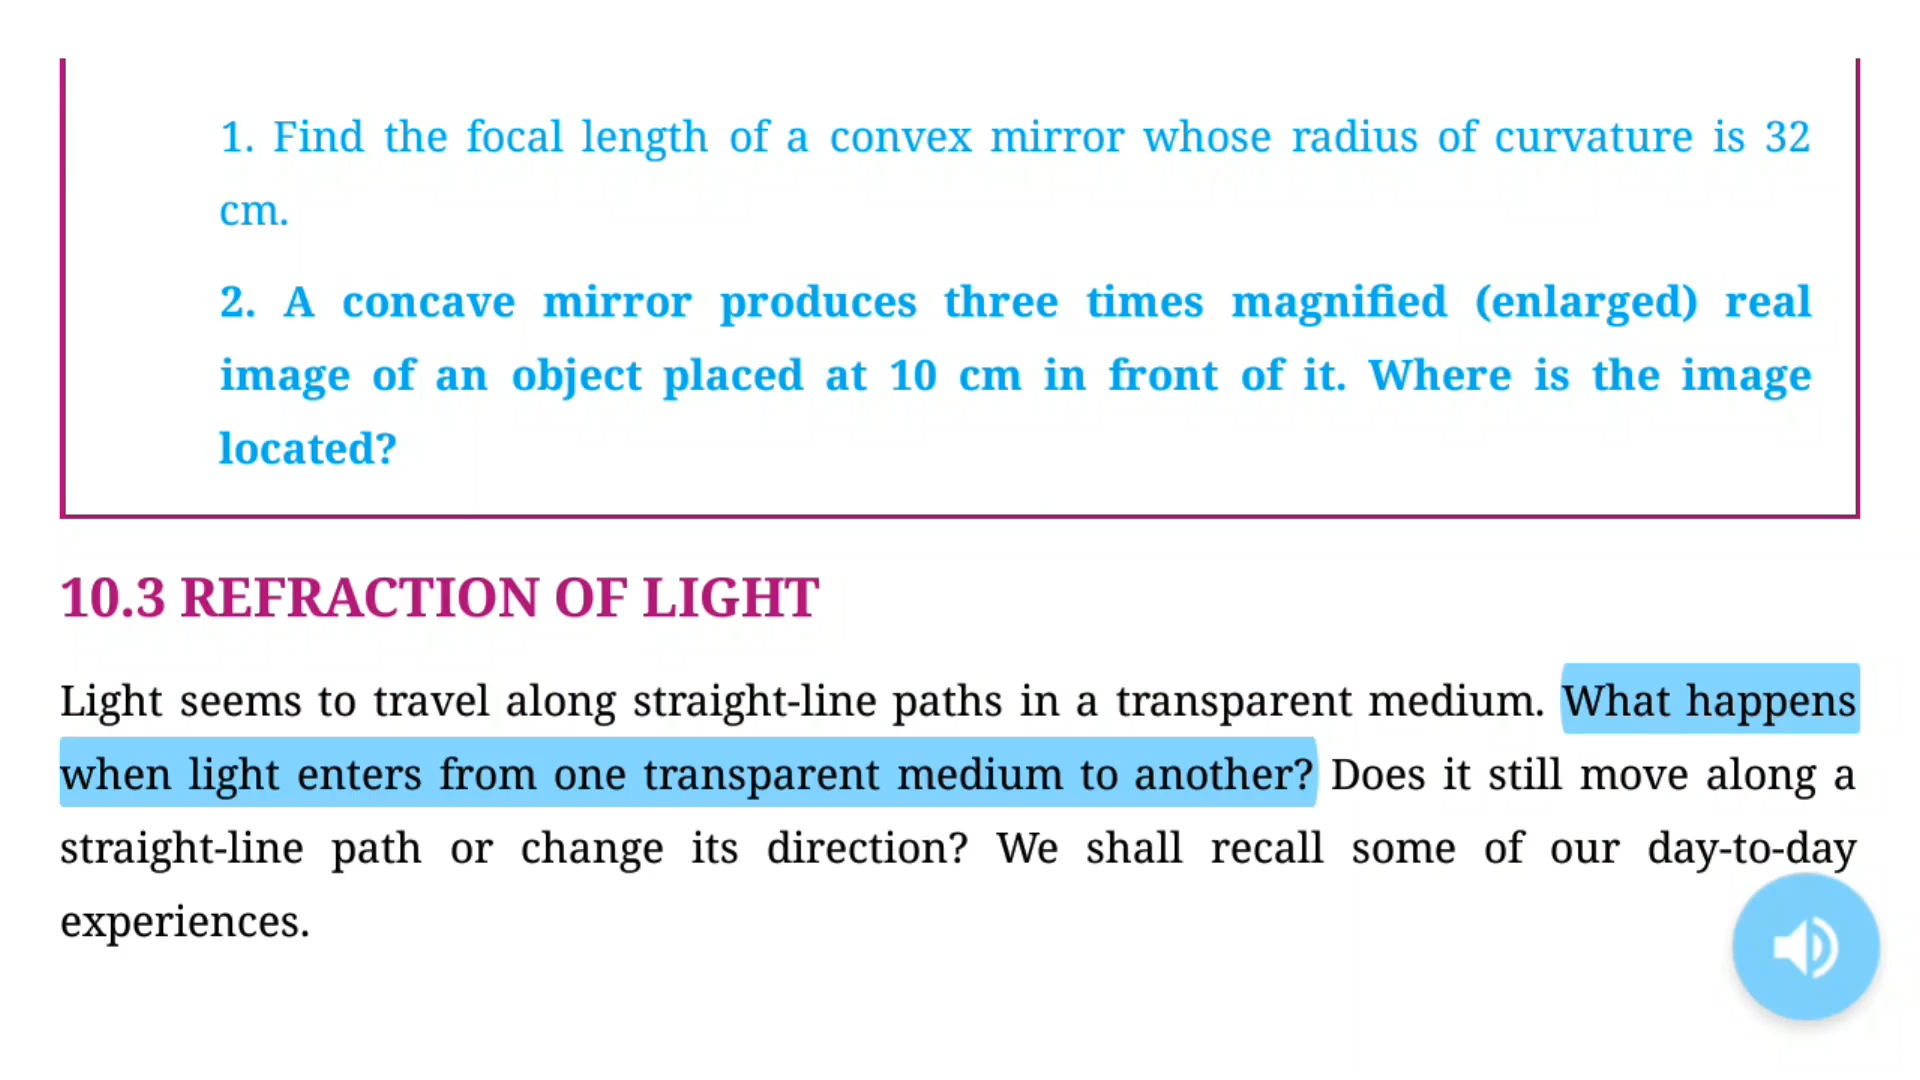 1. Find the focal length of a convex mirror whose radius of curvature is 32
cm.
2. A concave mirror produces three times magnified (enlarged) real
image of an object placed at 10 cm in front of it. Where is the image
located?
10.3 REFRACTION OF LIGHT
Light seems to travel along straight-line paths in a transparent medium. What happens
when light enters from one transparent medium to another? Does it still move along a
straight-line path or change its direction? We shall recall some of our day-to-day
experiences.